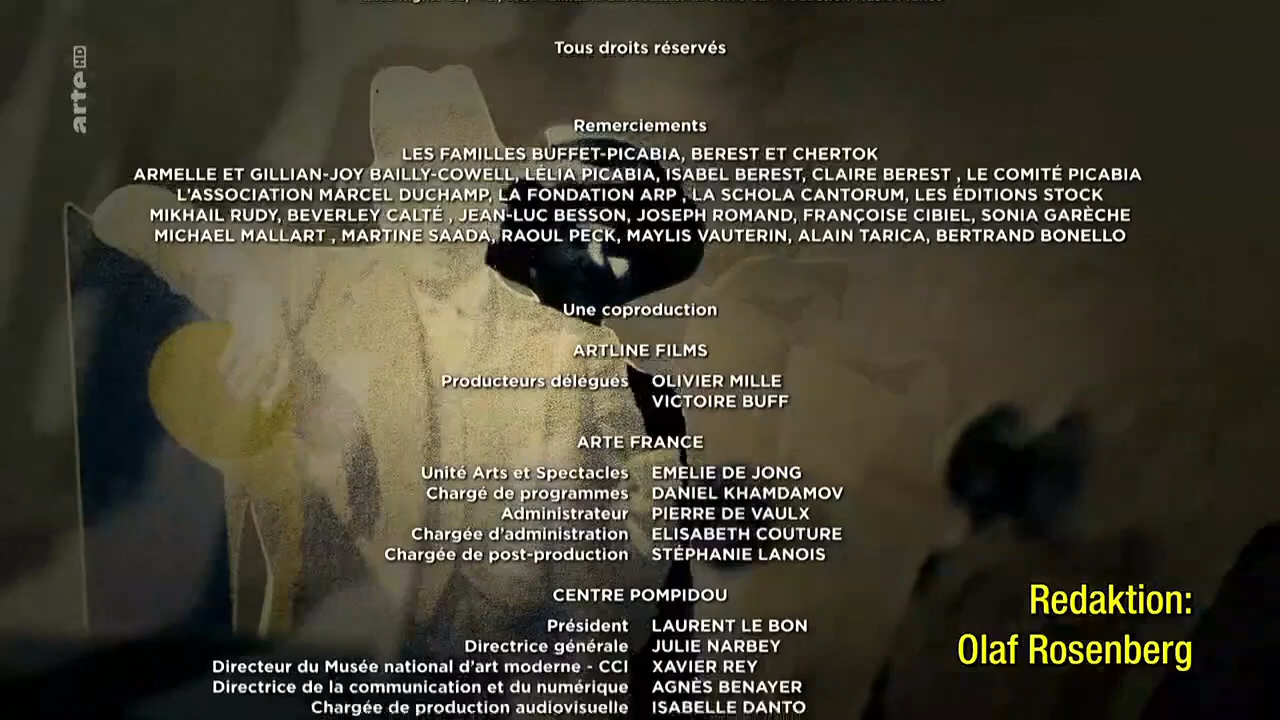 Tous droits réservés
arte HD
Remerciements
LES FAMILLES BUFFET-PICABIA, BEREST ET CHERTOK
ARMELLE ET GILLIAN-JOY BAILLY-COWELL, LÉLIA PICABIA, ISABEL BEREST, CLAIRE BEREST , LE COMITÉ PICABIA
L'ASSOCIATION MARCEL DUCHAMP, LA FONDATION ARP , LA SCHOLA CANTORUM, LES ÉDITIONS STOCK
MIKHAIL RUDY, BEVERLEY CALTÉ , JEAN-LUC BESSON, JOSEPH ROMAND, FRANÇOISE CIBIEL, SONIA GARÈCHE
MICHAEL MALLART , MARTINE SAADA, RAOUL PECK, MAYLIS VAUTERIN, ALAIN TARICA, BERTRAND BONELLO
Une coproduction
ARTLINE FILMS
Producteurs délégués OLIVIER MILLE
VICTOIRE BUFF
ARTE FRANCE
Unité Arts et Spectacles EMELIE DE JONG
Chargé de programmes DANIEL KHAMDAMOV
Administrateur PIERRE DE VAULX
Chargée d'administration ELISABETH COUTURE
Chargée de post-production STÉPHANIE LANOIS
CENTRE POMPIDOU
Président LAURENT LE BON
Directrice générale JULIE NARBEY
Directeur du Musée national d'art moderne - CCI XAVIER REY
Directrice de la communication et du numérique AGNÈS BENAYER
Chargée de production audiovisuelle ISABELLE DANTO
Redaktion:
Olaf Rosenberg